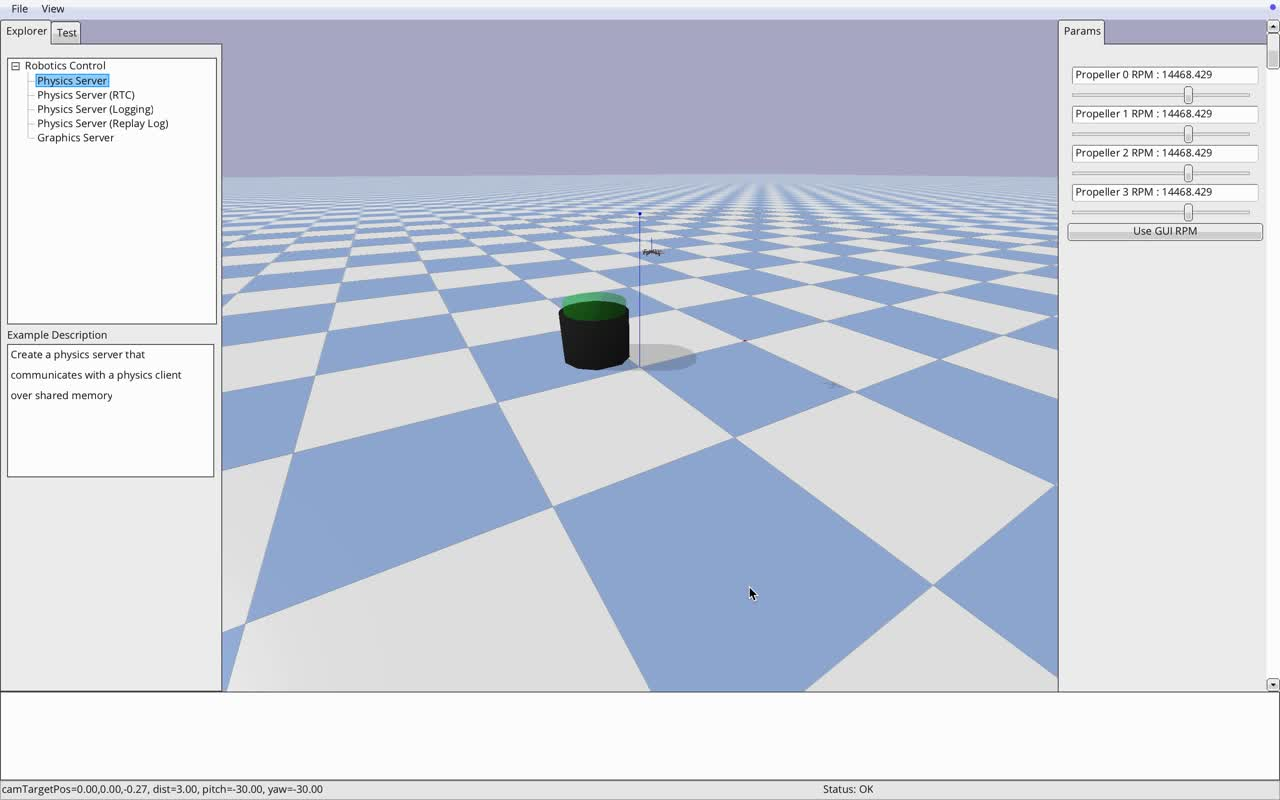 File View
Explorer Test
Params
Robotics Control
Physics Server
Physics Server (RTC)
Physics Server (Logging)
Physics Server (Replay Log)
Graphics Server
Example Description
Create a physics server that
communicates with a physics client
over shared memory
Propeller 0 RPM : 14468.429
Propeller 1 RPM : 14468.429
Propeller 2 RPM : 14468.429
Propeller 3 RPM : 14468.429
Use GUI RPM
camTargetPos=0.00,0.00,-0.27, dist=3.00, pitch=-30.00, yaw=-30.00
Status: OK